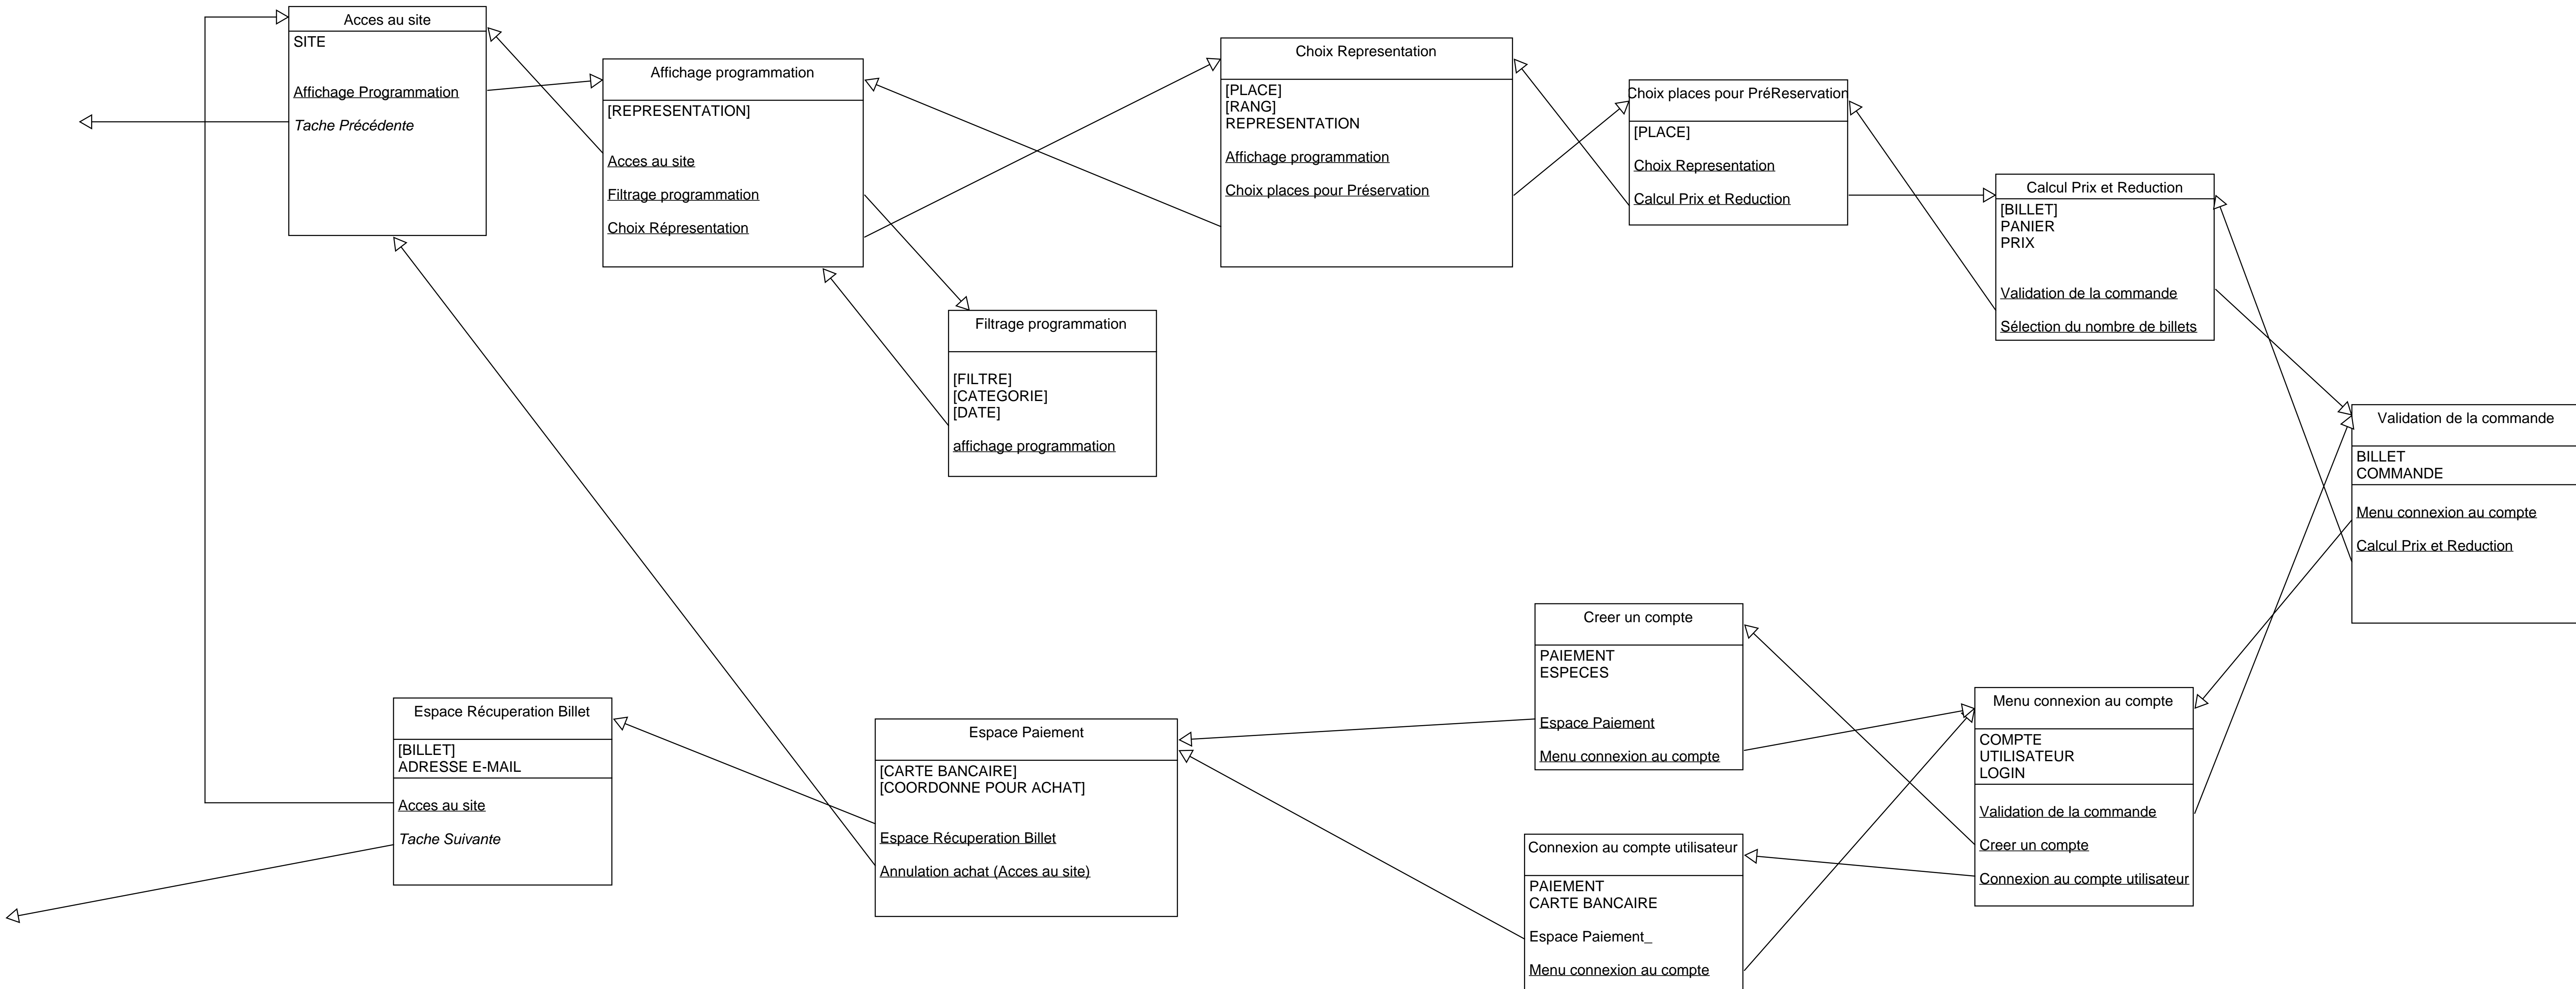 Acces au site
SITE
Affichage Programmation
Tache Précédente
Affichage programmation
[REPRESENTATION]
Acces au site
Filtrage programmation
Choix Répresentation
Choix Representation
[PLACE]
[RANG]
REPRESENTATION
Affichage programmation
Choix places pour Préservation
Choix places pour PréReservation
[PLACE]
Choix Representation
Calcul Prix et Reduction
Calcul Prix et Reduction
[BILLET]
PANIER
PRIX
Validation de la commande
Sélection du nombre de billets
Filtrage programmation
[FILTRE]
[CATEGORIE]
[DATE]
affichage programmation
Validation de la commande
BILLET
COMMANDE
Menu connexion au compte
Calcul Prix et Reduction
Creer un compte
PAIEMENT
ESPECES
Espace Paiement
Menu connexion au compte
Menu connexion au compte
COMPTE
UTILISATEUR
LOGIN
Validation de la commande
Creer un compte
Connexion au compte utilisateur
Espace Récuperation Billet
[BILLET]
ADRESSE E-MAIL
Acces au site
Tache Suivante
Espace Paiement
[CARTE BANCAIRE]
[COORDONNE POUR ACHAT]
Espace Récuperation Billet
Annulation achat (Acces au site)
Connexion au compte utilisateur
PAIEMENT
CARTE BANCAIRE
Espace Paiement_
Menu connexion au compte